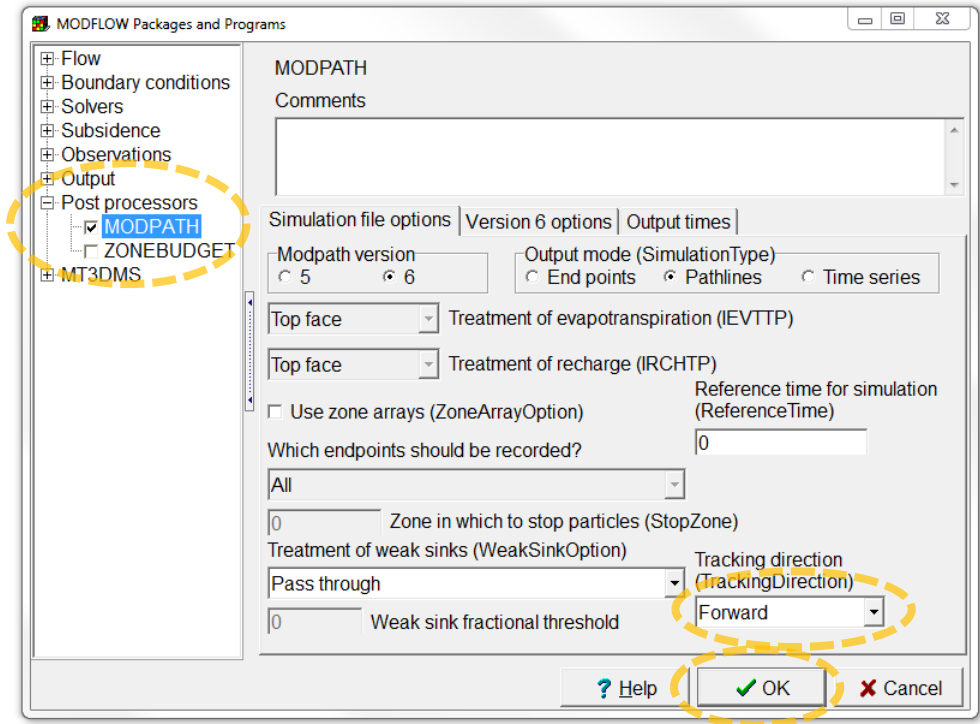 MODFLOW Packages and Programs
Flow
Boundary conditions
Solvers
Subsidence
Observations
Output
Post processors
MODPATH
ZONEBUDGET
MT3DMS
MODPATH
Comments
Simulation file options
Version 6 options
Output times
Modpath version
5
6
Output mode (SimulationType)
End points
Pathlines
Time series
Top face
Treatment of evapotranspiration (IEVTTP)
Top face
Treatment of recharge (IRCHTP)
Use zone arrays (ZoneArrayOption)
Reference time for simulation
(ReferenceTime)
0
Which endpoints should be recorded?
All
0
Zone in which to stop particles (StopZone)
Treatment of weak sinks (WeakSinkOption)
Pass through
0
Weak sink fractional threshold
Tracking direction
(TrackingDirection)
Forward
? Help
OK
Cancel